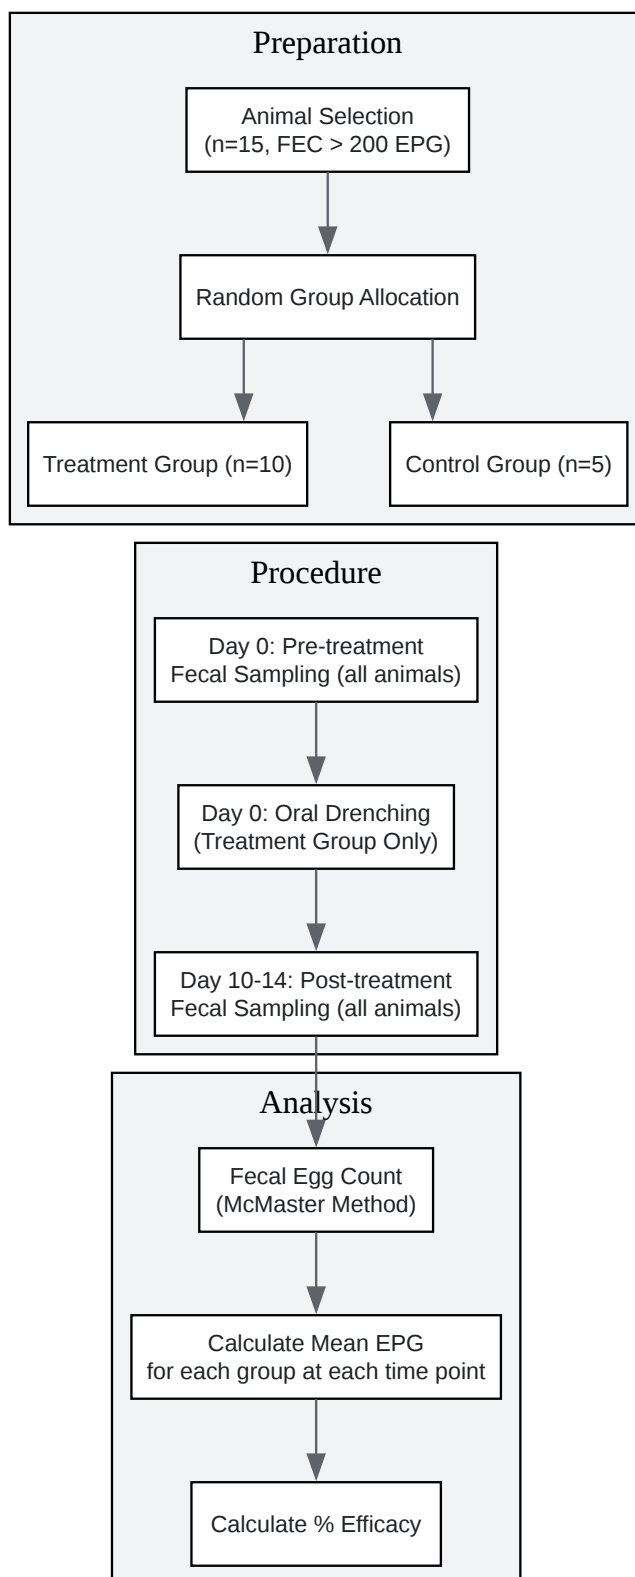 Preparation
Animal Selection
(n=15, FEC > 200 EPG)
Random Group Allocation
Treatment Group (n=10)
Control Group (n=5)
Procedure
Day 0: Pre-treatment
Fecal Sampling (all animals)
Day 0: Oral Drenching
(Treatment Group Only)
Day 10-14: Post-treatment
Fecal Sampling (all animals)
Analysis
Fecal Egg Count
(McMaster Method)
Calculate Mean EPG
for each group at each time point
Calculate % Efficacy